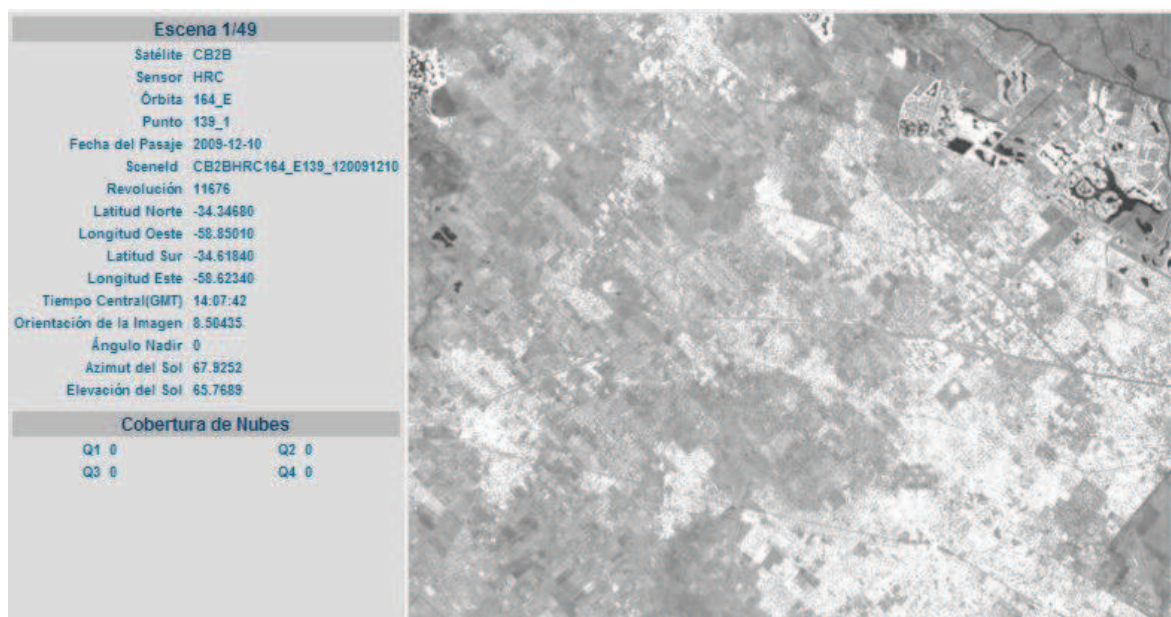 Escena 1/49
Satélite CB2B
Sensor HRC
Órbita 164_E
Punto 139_1
Fecha del Pasaje 2009-12-10
SceneId CB2BHRC164_E139_120091210
Revolución 11676
Latitud Norte -34.34680
Longitud Oeste -58.85010
Latitud Sur -34.61840
Longitud Este -58.62340
Tiempo Central(GMT) 14:07:42
Orientación de la Imagen 8.50435
Ángulo Nadir 0
Azimut del Sol 67.9252
Elevación del Sol 65.7689
Cobertura de Nubes
Q1 0 Q2 0
Q3 0 Q4 0